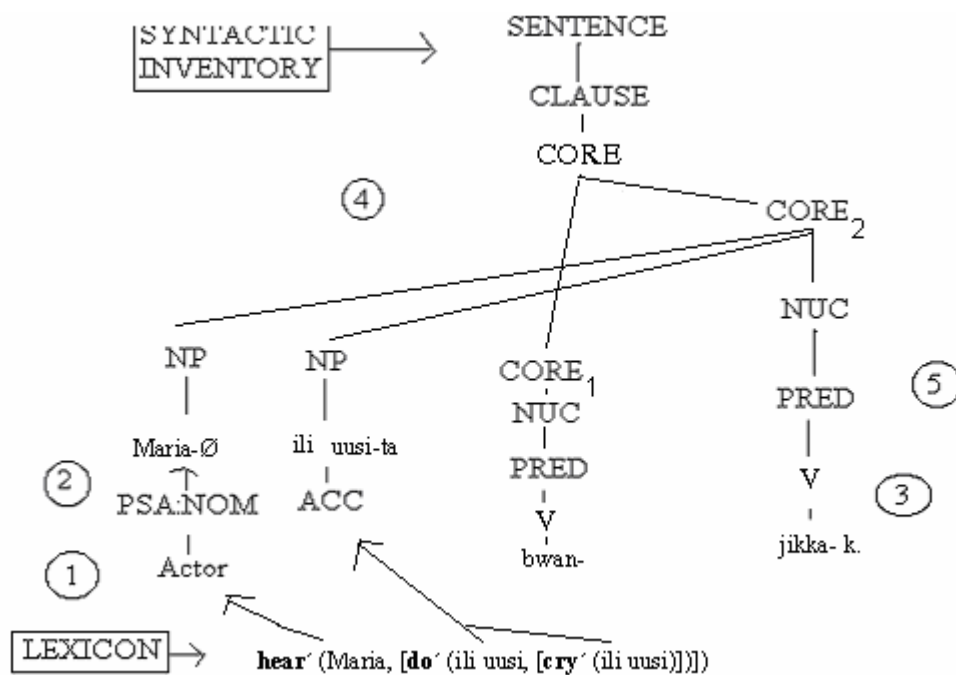 SYNTACTIC
INVENTORY
SENTENCE
CLAUSE
CORE
4
CORE2
NUC
NP
NP
CORE1
NUC
PRED
5
PRED
Maria-Ø
ili uusi-ta
2
PSA:NOM
ACC
PRED
V
V
3
bwan-
jikka- k.
1
Actor
LEXICON
hear´ (Maria, [do´ (ili uusi, [cry´ (ili uusi)])])